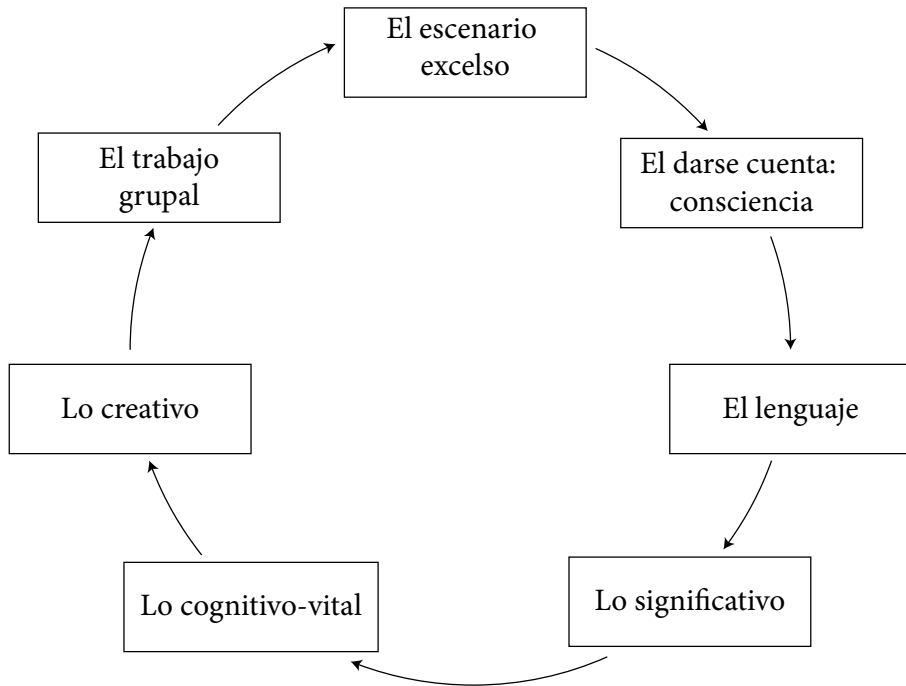 El escenario
excelso
El darse cuenta:
consciencia
El lenguaje
Lo significativo
Lo cognitivo-vital
Lo creativo
El trabajo
grupal